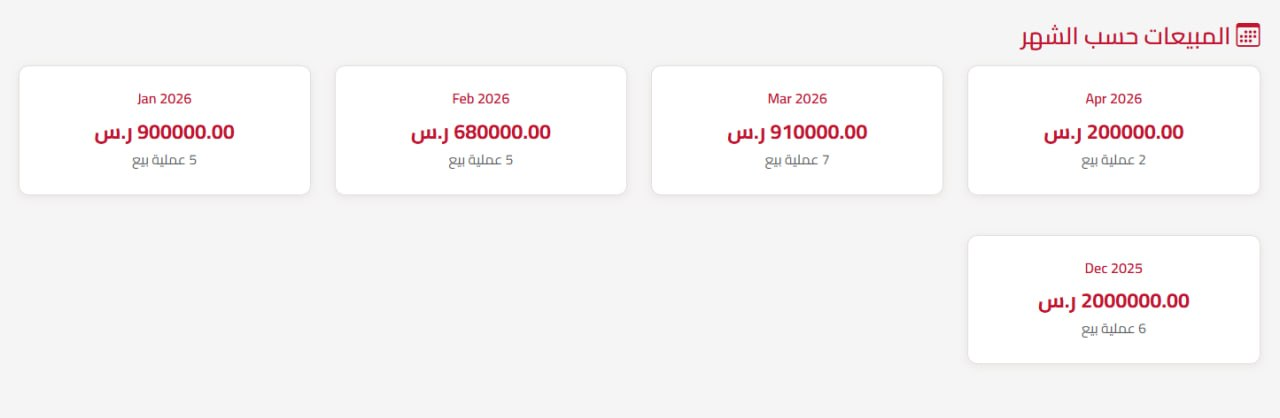 المبيعات حسب الشهر
Apr 2026
200000.00 ر.س
2 عملية بيع
Mar 2026
910000.00 ر.س
7 عملية بيع
Feb 2026
680000.00 ر.س
5 عملية بيع
Jan 2026
900000.00 ر.س
5 عملية بيع
Dec 2025
2000000.00 ر.س
6 عملية بيع